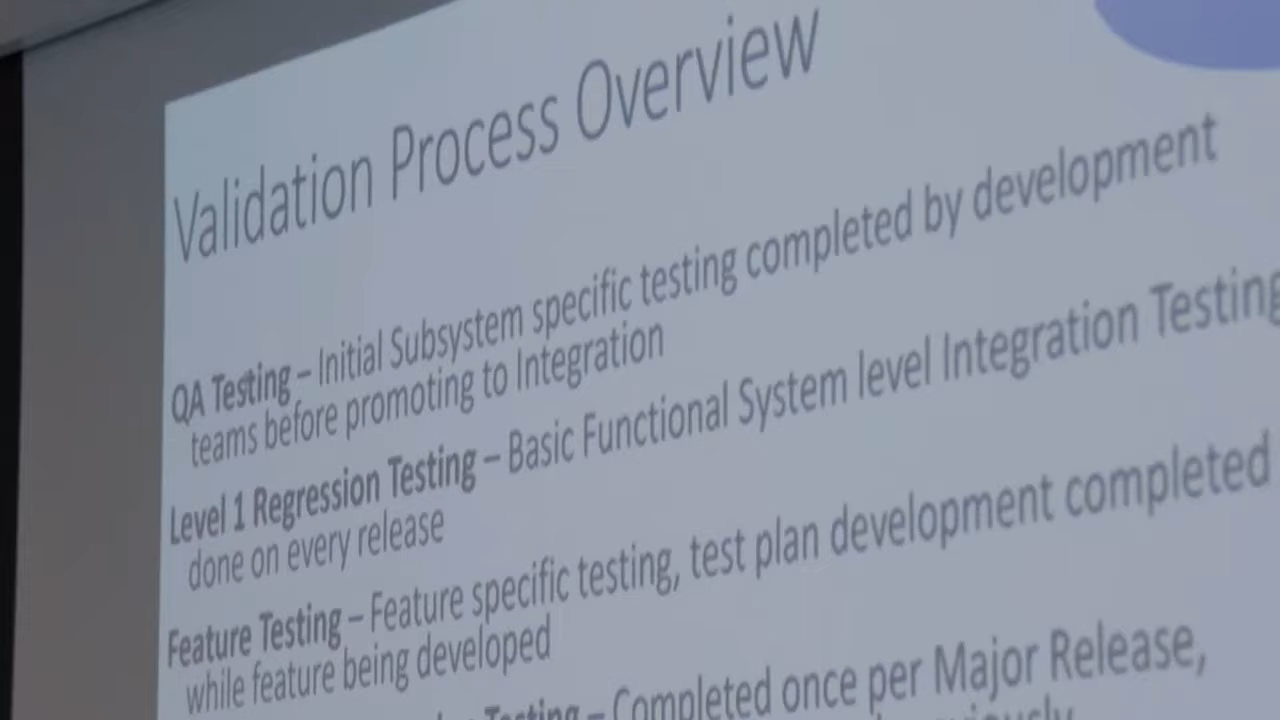 Validation Process Overview
QA Testing – Initial Subsystem specific testing completed by development
teams before promoting to Integration
Level 1 Regression Testing – Basic Functional System level Integration Testing
done on every release
Feature Testing – Feature specific testing, test plan development completed
while feature being developed
Testing – Completed once per Major Release,